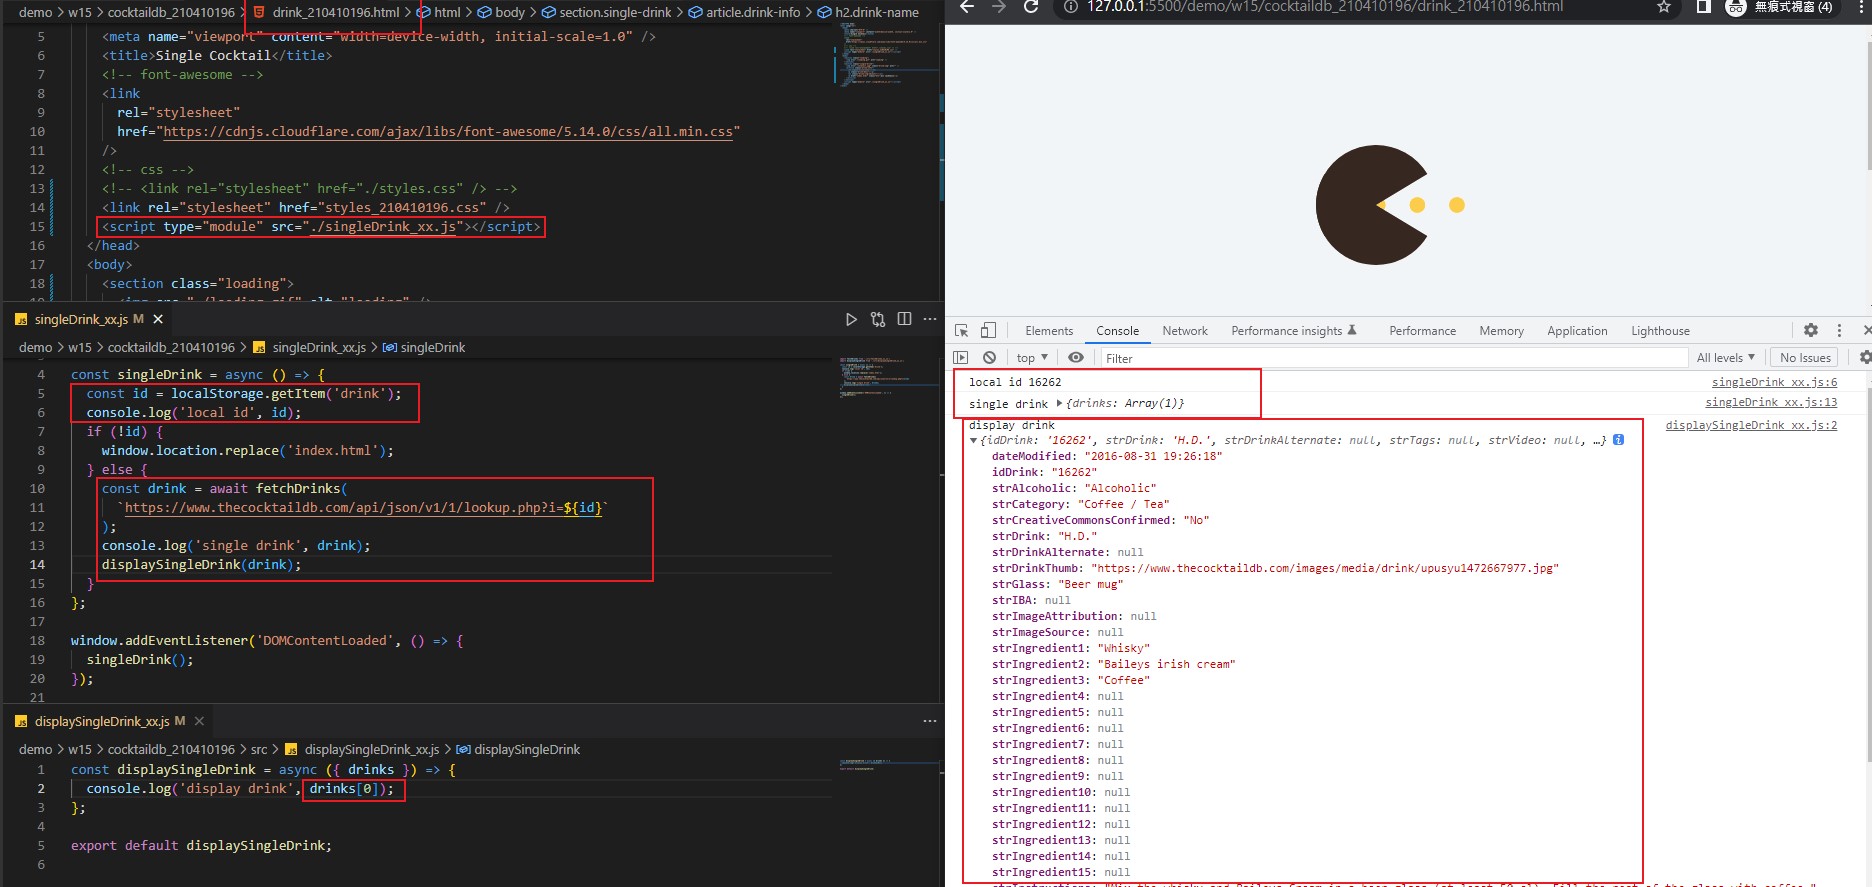 demo > w15 > cocktaildb_210410196 > drink_210410196.html > html > body > section.single-drink > article.drink-info > h2.drink-name
5 <meta name="viewport" content="width=device-width, initial-scale=1.0" />
6 <title>Single Cocktail</title>
7 <!-- font-awesome -->
8 <link
9 rel="stylesheet"
10 href="https://cdnjs.cloudflare.com/ajax/libs/font-awesome/5.14.0/css/all.min.css"
11 />
12 <!-- css -->
13 <!-- <link rel="stylesheet" href="./styles.css" /> -->
14 <link rel="stylesheet" href="styles_210410196.css" />
15 <script type="module" src="./singleDrink_xx.js"></script>
16 </head>
17 <body>
18 <section class="loading">
19 <img src="./loading.gif" alt="loading" />
JS singleDrink_xx.js M
demo > w15 > cocktaildb_210410196 > JS singleDrink_xx.js > singleDrink
4 const singleDrink = async () => {
5 const id = localStorage.getItem('drink');
6 console.log('local id', id);
7 if (!id) {
8 window.location.replace('index.html');
9 } else {
10 const drink = await fetchDrinks(
11 `https://www.thecocktaildb.com/api/json/v1/1/lookup.php?i=${id}`
12 );
13 console.log('single drink', drink);
14 displaySingleDrink(drink);
15 }
16 };
17
18 window.addEventListener('DOMContentLoaded', () => {
19 singleDrink();
20 });
21
JS displaySingleDrink_xx.js M
demo > w15 > cocktaildb_210410196 > src > JS displaySingleDrink_xx.js > displaySingleDrink
1 const displaySingleDrink = async ({ drinks }) => {
2 console.log('display drink', drinks[0]);
3 };
4
5 export default displaySingleDrink;
6
127.0.0.1:5500/demo/w15/cocktaildb_210410196/drink_210410196.html
無痕式視窗 (4)
Elements Console Network Performance insights Performance Memory Application Lighthouse
top Filter All levels No Issues
local id 16262 singleDrink xx.js:6
single drink {drinks: Array(1)} singleDrink xx.js:13
display drink displaySingleDrink xx.js:2
{idDrink: '16262', strDrink: 'H.D.', strDrinkAlternate: null, strTags: null, strVideo: null, …}
dateModified: "2016-08-31 19:26:18"
idDrink: "16262"
strAlcoholic: "Alcoholic"
strCategory: "Coffee / Tea"
strCreativeCommonsConfirmed: "No"
strDrink: "H.D."
strDrinkAlternate: null
strDrinkThumb: "https://www.thecocktaildb.com/images/media/drink/upusyu1472667977.jpg"
strGlass: "Beer mug"
strIBA: null
strImageAttribution: null
strImageSource: null
strIngredient1: "Whisky"
strIngredient2: "Baileys irish cream"
strIngredient3: "Coffee"
strIngredient4: null
strIngredient5: null
strIngredient6: null
strIngredient7: null
strIngredient8: null
strIngredient9: null
strIngredient10: null
strIngredient11: null
strIngredient12: null
strIngredient13: null
strIngredient14: null
strIngredient15: null